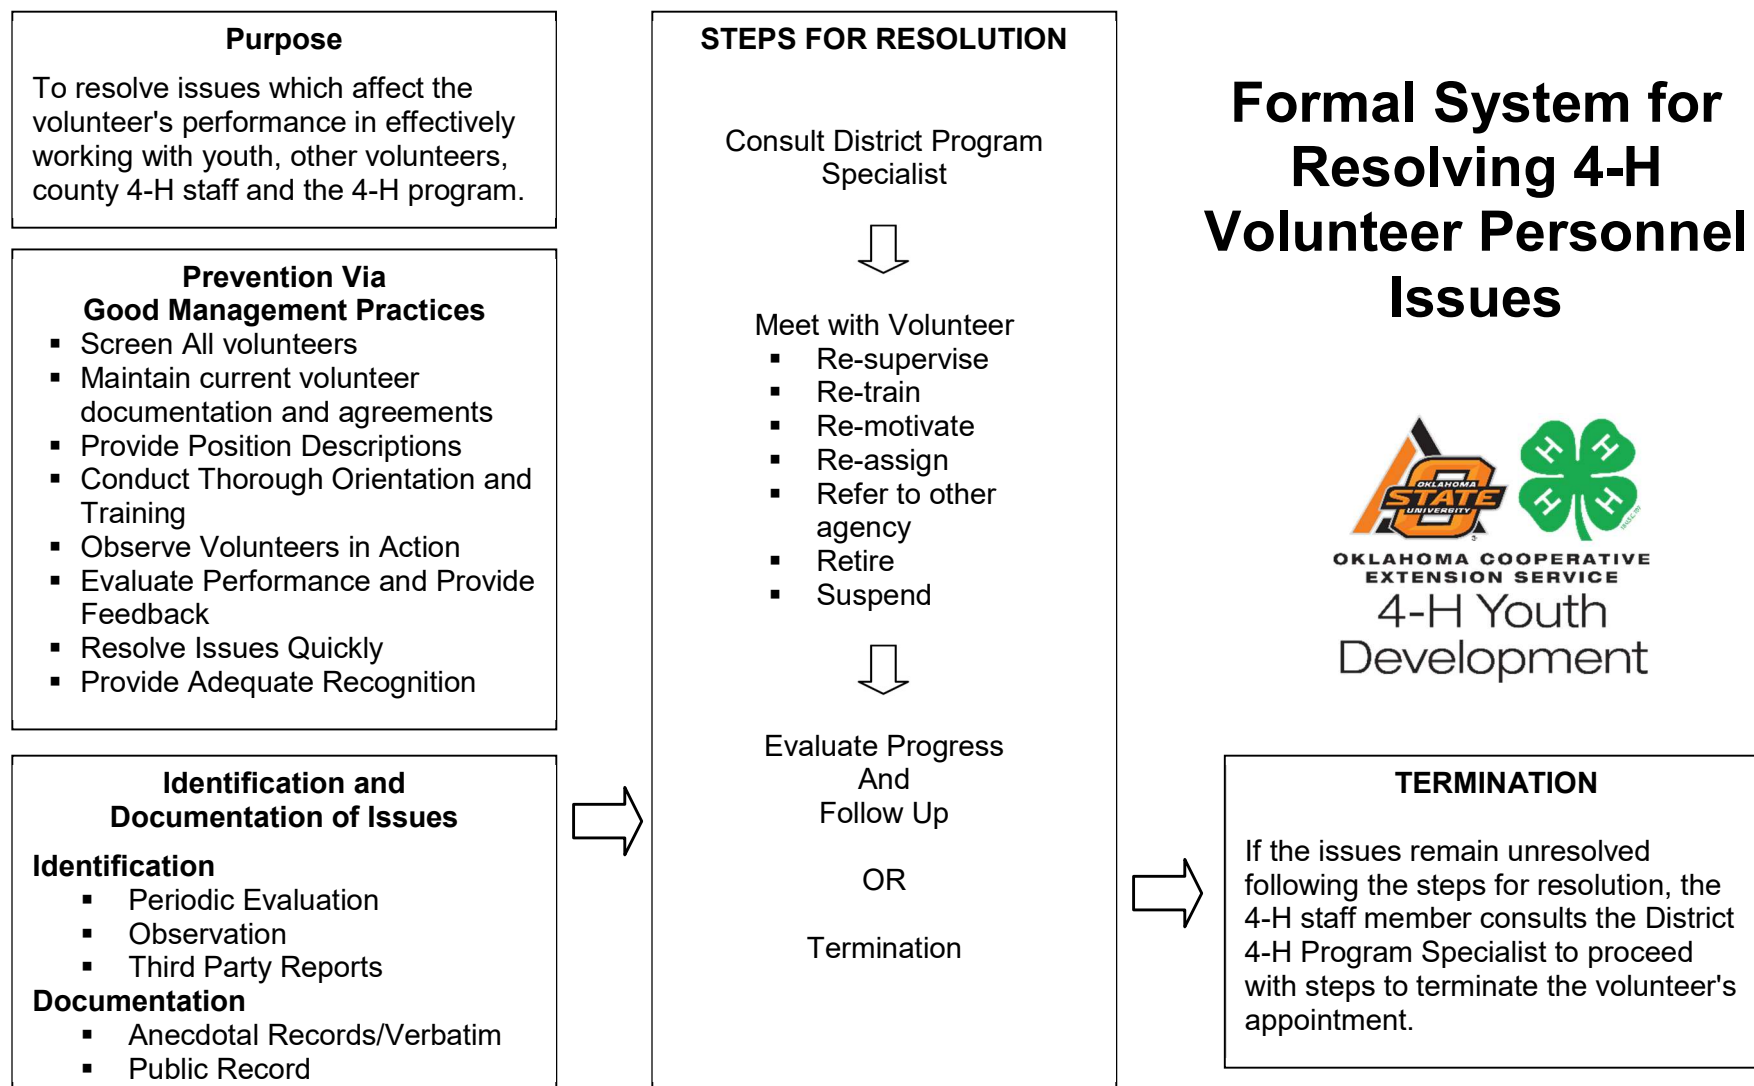 Purpose
To resolve issues which affect the
volunteer's performance in effectively
working with youth, other volunteers,
county 4-H staff and the 4-H program.
Prevention Via
Good Management Practices
▪ Screen All volunteers
▪ Maintain current volunteer
documentation and agreements
▪ Provide Position Descriptions
▪ Conduct Thorough Orientation and
Training
▪ Observe Volunteers in Action
▪ Evaluate Performance and Provide
Feedback
▪ Resolve Issues Quickly
▪ Provide Adequate Recognition
Identification and
Documentation of Issues
Identification
▪ Periodic Evaluation
▪ Observation
▪ Third Party Reports
Documentation
▪ Anecdotal Records/Verbatim
▪ Public Record
STEPS FOR RESOLUTION
Consult District Program
Specialist
Meet with Volunteer
▪ Re-supervise
▪ Re-train
▪ Re-motivate
▪ Re-assign
▪ Refer to other
agency
▪ Retire
▪ Suspend
Evaluate Progress
And
Follow Up
OR
Termination
Formal System for
Resolving 4-H
Volunteer Personnel
Issues
OKLAHOMA
STATE
UNIVERSITY
H H
H H
OKLAHOMA COOPERATIVE
EXTENSION SERVICE
4-H Youth
Development
TERMINATION
If the issues remain unresolved
following the steps for resolution, the
4-H staff member consults the District
4-H Program Specialist to proceed
with steps to terminate the volunteer's
appointment.